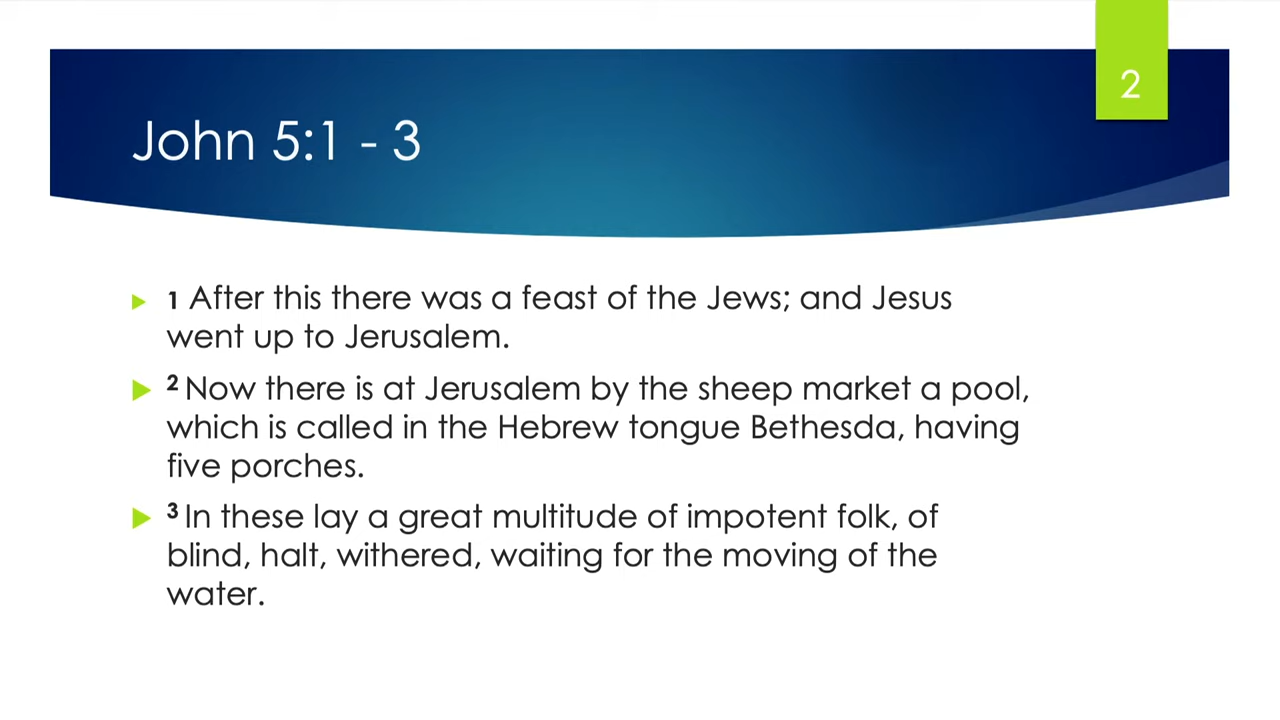 2
John 5:1 - 3
1 After this there was a feast of the Jews; and Jesus
went up to Jerusalem.
2 Now there is at Jerusalem by the sheep market a pool,
which is called in the Hebrew tongue Bethesda, having
five porches.
3 In these lay a great multitude of impotent folk, of
blind, halt, withered, waiting for the moving of the
water.